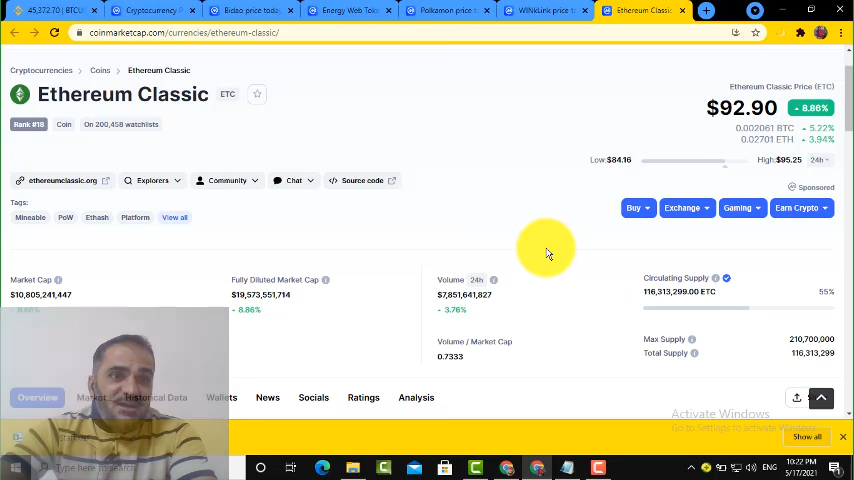 45,372.70 | BTCU
Cryptocurrency P
Bidao price today
Energy Web Toke
Polkamon price t
WINkLink price t
Ethereum Classic
coinmarketcap.com/currencies/ethereum-classic/
Cryptocurrencies > Coins > Ethereum Classic
Ethereum Classic ETC
Rank #18 Coin On 200,458 watchlists
Ethereum Classic Price (ETC)
$92.90 8.86%
0.002061 BTC 5.22%
0.02701 ETH 3.94%
Low:$84.16 High:$95.25 24h
ethereumclassic.org Explorers Community Chat Source code
Sponsored
Tags:
Mineable PoW Ethash Platform View all
Buy Exchange Gaming Earn Crypto
Market Cap
$10,805,241,447
8.86%
Fully Diluted Market Cap
$19,573,551,714
8.86%
Volume 24h
$7,851,641,827
3.76%
Volume / Market Cap
0.7333
Circulating Supply
116,313,299.00 ETC 55%
Max Supply 210,700,000
Total Supply 116,313,299
Overview Market Historical Data Wallets News Socials Ratings Analysis
Activate Windows
Go to Settings to activate Windows.
Show all
Type here to search
ENG
10:22 PM
5/17/2021